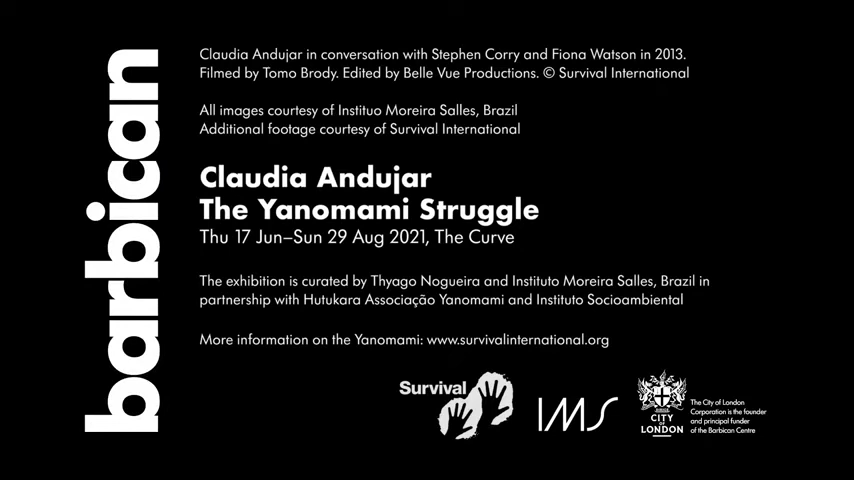 barbican
Claudia Andujar in conversation with Stephen Corry and Fiona Watson in 2013.
Filmed by Tomo Brody. Edited by Belle Vue Productions. © Survival International
All images courtesy of Instituo Moreira Salles, Brazil
Additional footage courtesy of Survival International
Claudia Andujar
The Yanomami Struggle
Thu 17 Jun–Sun 29 Aug 2021, The Curve
The exhibition is curated by Thyago Nogueira and Instituto Moreira Salles, Brazil in
partnership with Hutukara Associação Yanomami and Instituto Socioambiental
More information on the Yanomami: www.survivalinternational.org
Survival
IMS
CITY
OF
LONDON
The City of London
Corporation is the founder
and principal funder
of the Barbican Centre